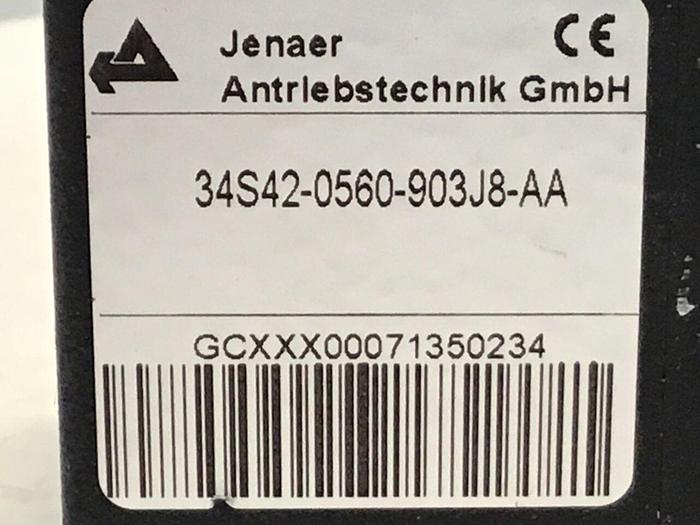 Jenaer CE
Antriebstechnik GmbH
34S42-0560-903J8-AA
GCXXX00071350234